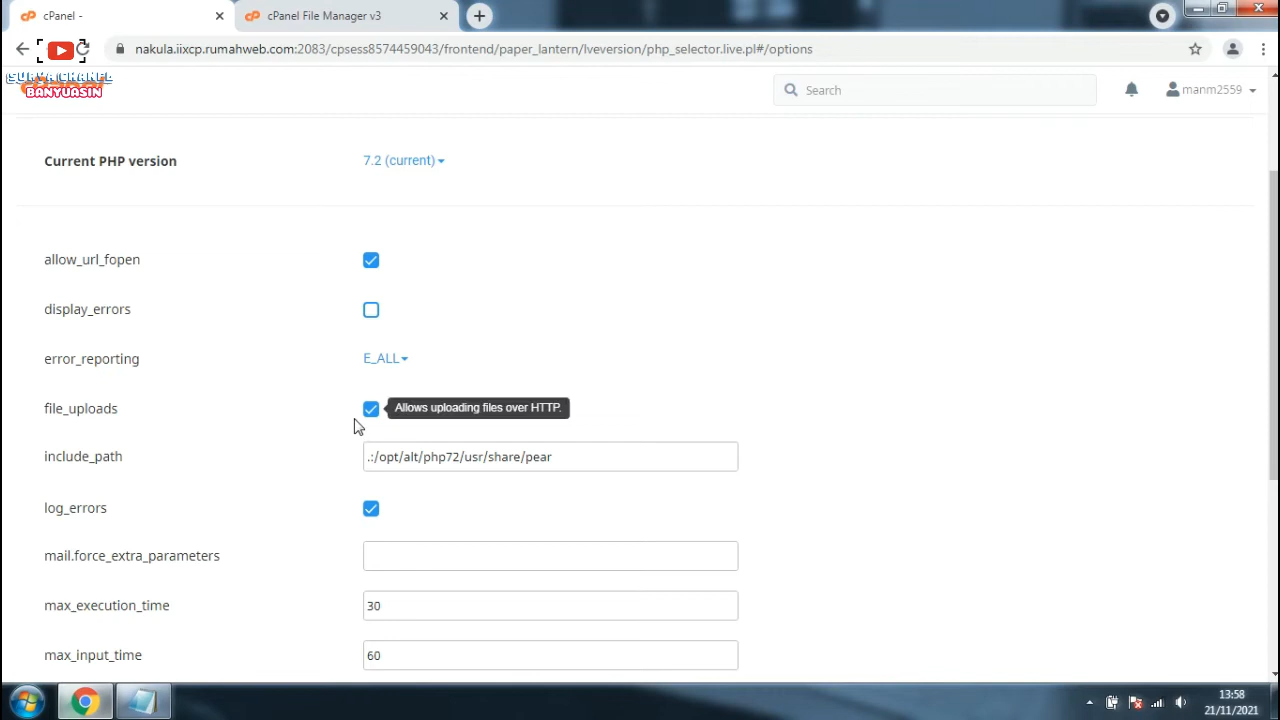 cPanel -
cPanel File Manager v3
nakula.iixcp.rumahweb.com:2083/cpsess8574459043/frontend/paper_lantern/lveversion/php_selector.live.pl#/options
SURYA CHANEL
BANYUASIN
Search
manm2559
Current PHP version
7.2 (current)
allow_url_fopen
display_errors
error_reporting
E_ALL
file_uploads
Allows uploading files over HTTP.
include_path
.:/opt/alt/php72/usr/share/pear
log_errors
mail.force_extra_parameters
max_execution_time
30
max_input_time
60
13:58
21/11/2021